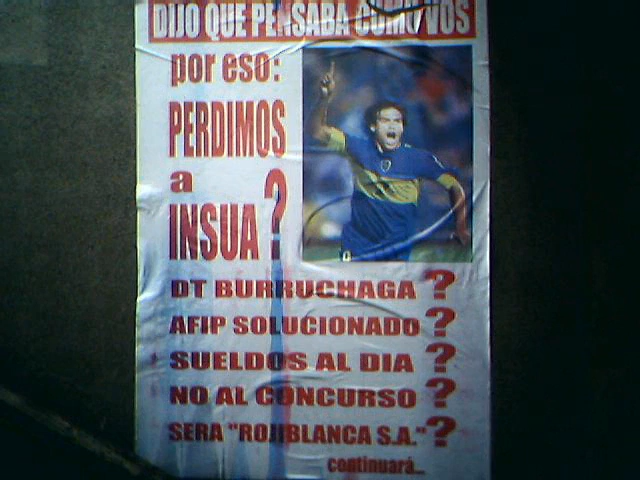 DIJO QUE PENSABA COMO VOS
por eso:
PERDIMOS
a
INSUA?
DT BURRUCHAGA?
AFIP SOLUCIONADO?
SUELDOS AL DIA?
NO AL CONCURSO?
SERA "ROJIBLANCA S.A."?
continuará...